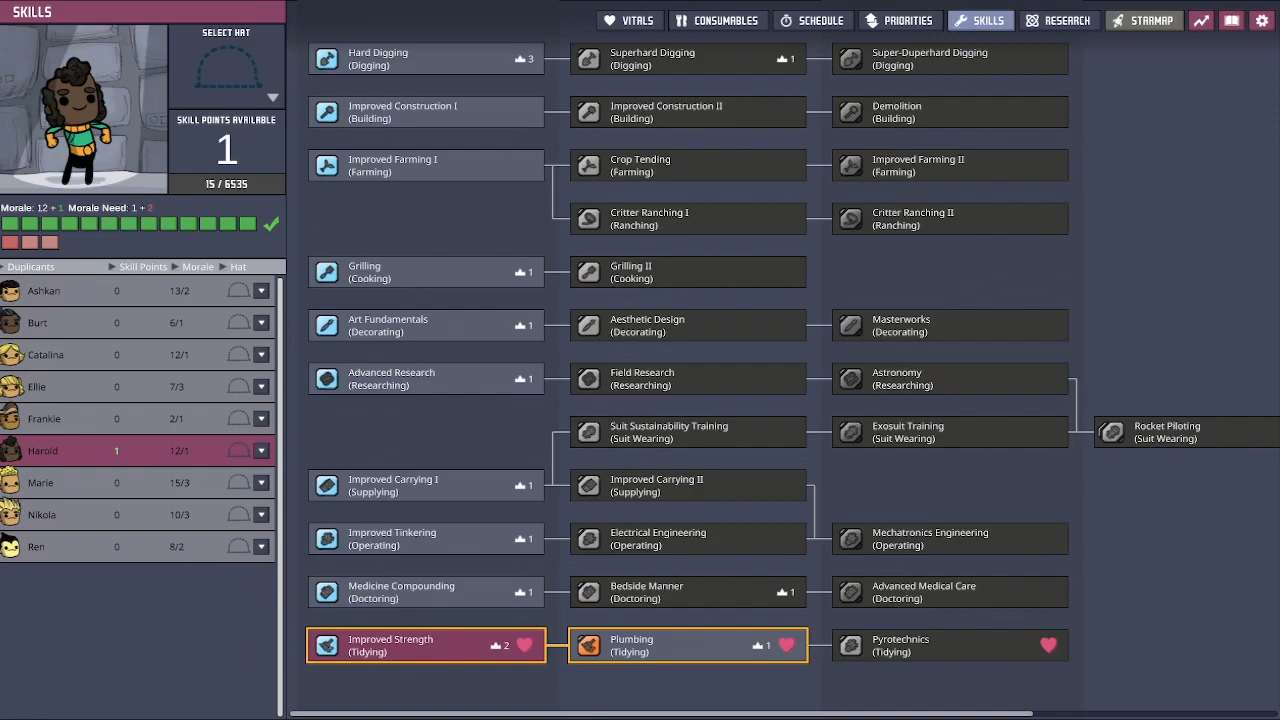 SKILLS
VITALS
CONSUMABLES
SCHEDULE
PRIORITIES
SKILLS
RESEARCH
STARMAP
SELECT HAT
SKILL POINTS AVAILABLE
1
15 / 6535
Morale: 12 + 1 Morale Need: 1 + 2
Duplicants Skill Points Morale Hat
Ashkan 0 13/2
Burt 0 6/1
Catalina 0 12/1
Ellie 0 7/3
Frankie 0 2/1
Harold 1 12/1
Marie 0 15/3
Nikola 0 10/3
Ren 0 8/2
Hard Digging
(Digging)
3
Superhard Digging
(Digging)
1
Super-Duperhard Digging
(Digging)
Improved Construction I
(Building)
Improved Construction II
(Building)
Demolition
(Building)
Improved Farming I
(Farming)
Crop Tending
(Farming)
Improved Farming II
(Farming)
Critter Ranching I
(Ranching)
Critter Ranching II
(Ranching)
Grilling
(Cooking)
1
Grilling II
(Cooking)
Art Fundamentals
(Decorating)
1
Aesthetic Design
(Decorating)
Masterworks
(Decorating)
Advanced Research
(Researching)
1
Field Research
(Researching)
Astronomy
(Researching)
Suit Sustainability Training
(Suit Wearing)
Exosuit Training
(Suit Wearing)
Rocket Piloting
(Suit Wearing)
Improved Carrying I
(Supplying)
1
Improved Carrying II
(Supplying)
Improved Tinkering
(Operating)
1
Electrical Engineering
(Operating)
Mechatronics Engineering
(Operating)
Medicine Compounding
(Doctoring)
1
Bedside Manner
(Doctoring)
1
Advanced Medical Care
(Doctoring)
Improved Strength
(Tidying)
2
Plumbing
(Tidying)
1
Pyrotechnics
(Tidying)